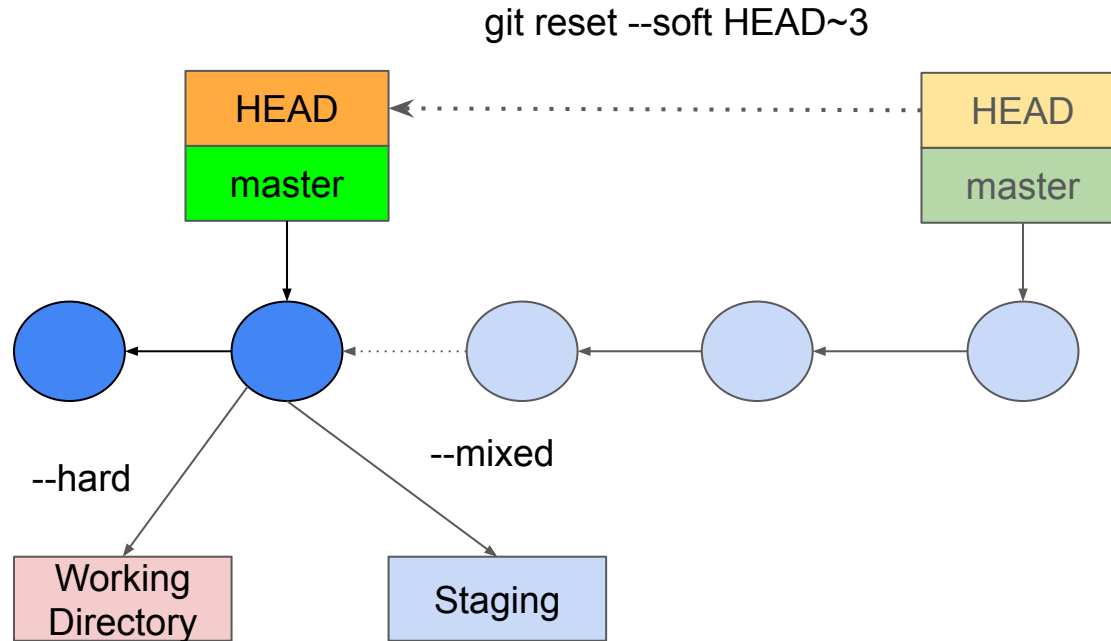 git reset --soft HEAD~3
HEAD
HEAD
master
master
--mixed
--hard
Working
Directory
Staging